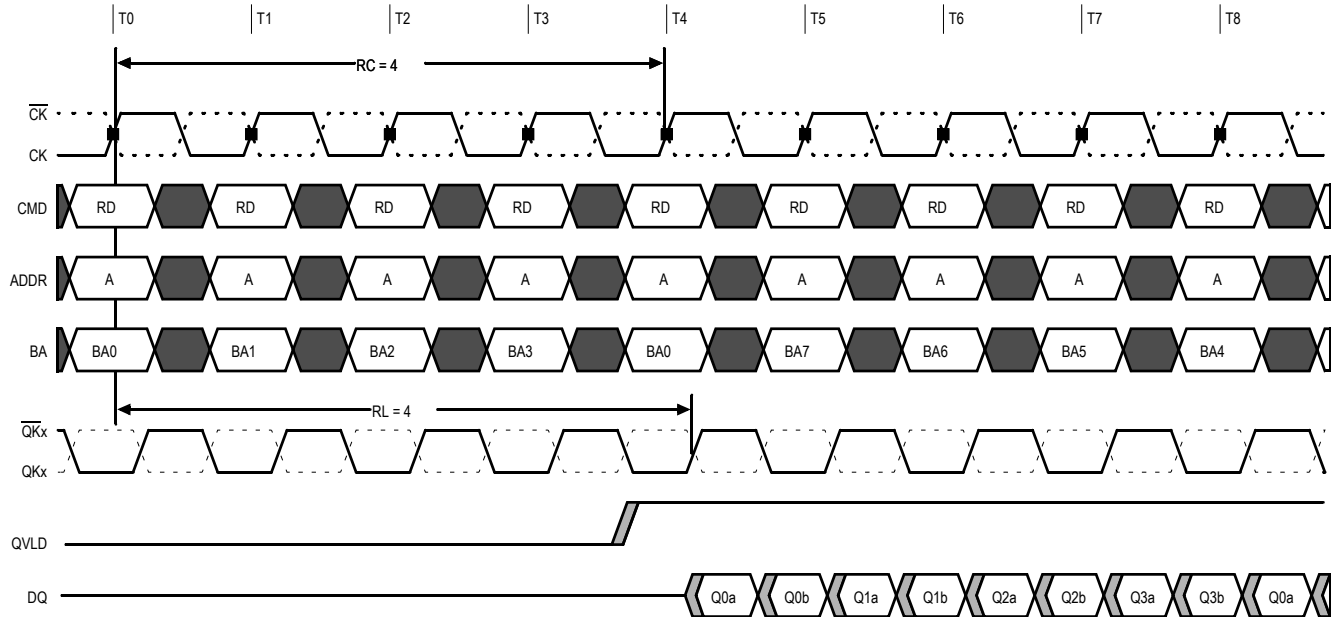 T0 T1 T2 T3 T4 T5 T6 T7 T8
RC = 4
C̅K̅
CK
CMD RD RD RD RD RD RD RD RD RD
ADDR A A A A A A A A A
BA BA0 BA1 BA2 BA3 BA0 BA7 BA6 BA5 BA4
RL = 4
Q̅K̅x
QKx
QVLD
DQ Q0a Q0b Q1a Q1b Q2a Q2b Q3a Q3b Q0a